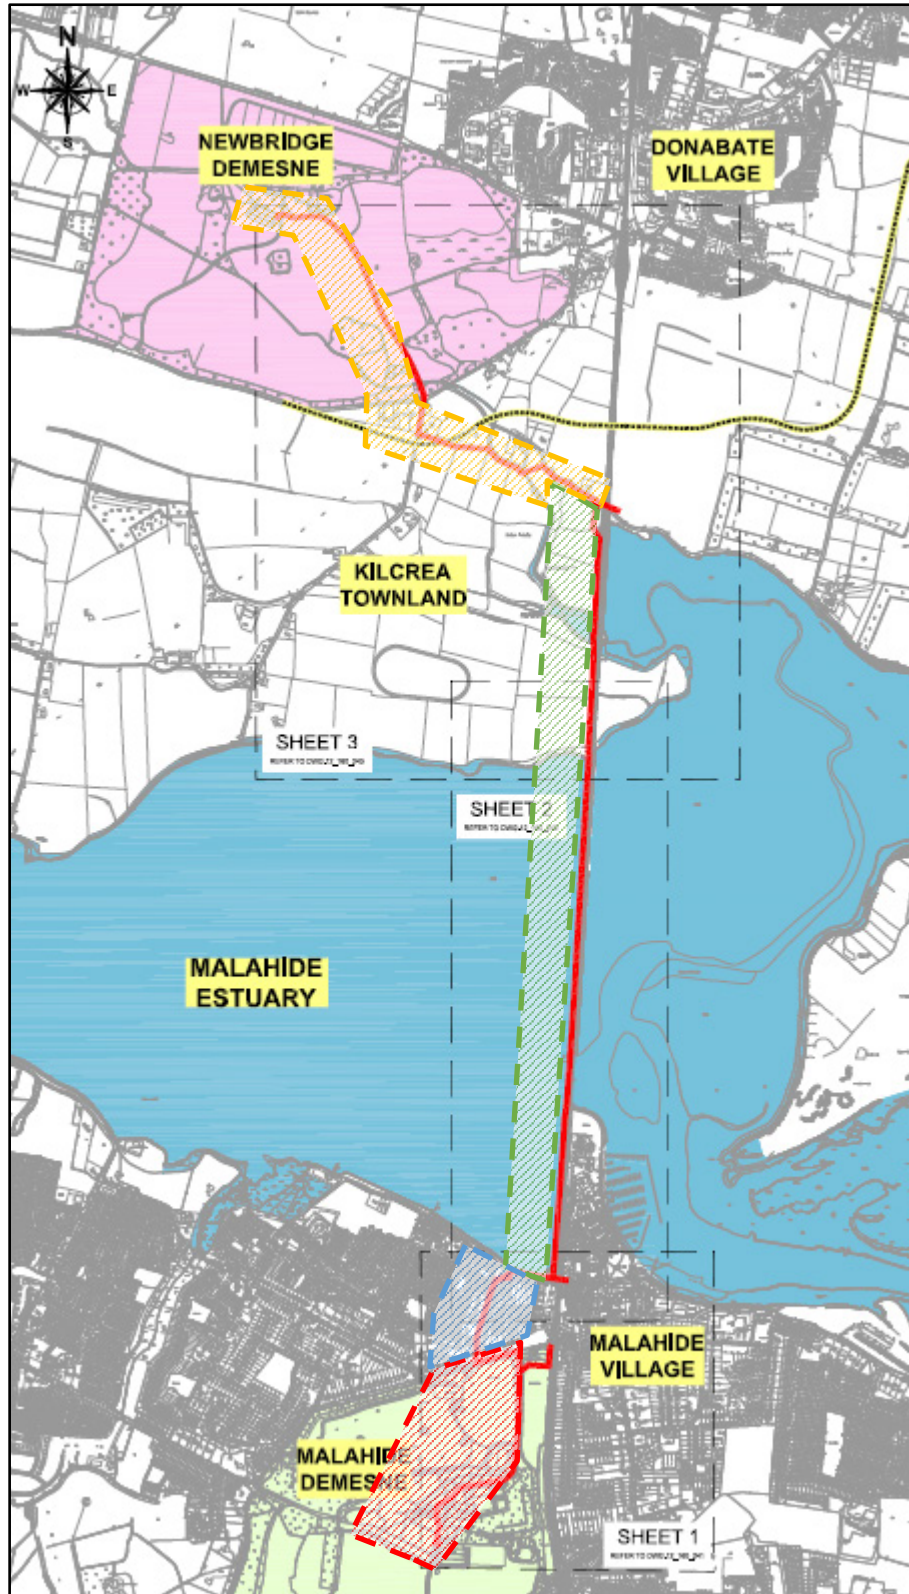 N
W E
S
NEWBRIDGE
DEMESNE
DONABATE
VILLAGE
KILCREA
TOWNLAND
SHEET 3
SHEET 2
MALAHIDE
ESTUARY
MALAHIDE
VILLAGE
MALAHIDE
DEMESNE
SHEET 1